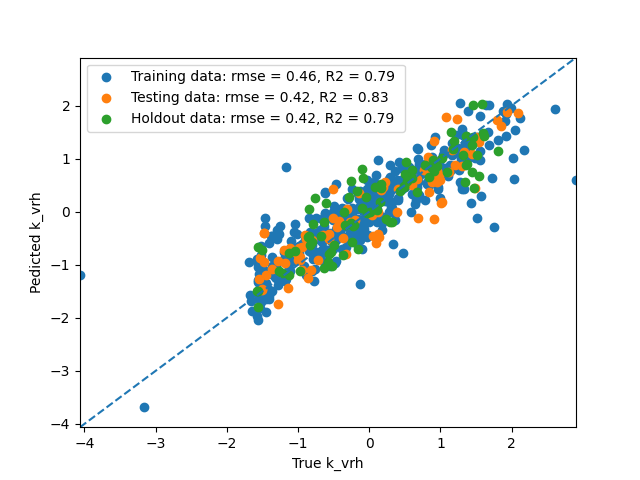 Training data: rmse = 0.46, R2 = 0.79
Testing data: rmse = 0.42, R2 = 0.83
Holdout data: rmse = 0.42, R2 = 0.79
2
1
0
−1
−2
−3
−4
Pedicted k_vrh
−4 −3 −2 −1 0 1 2
True k_vrh